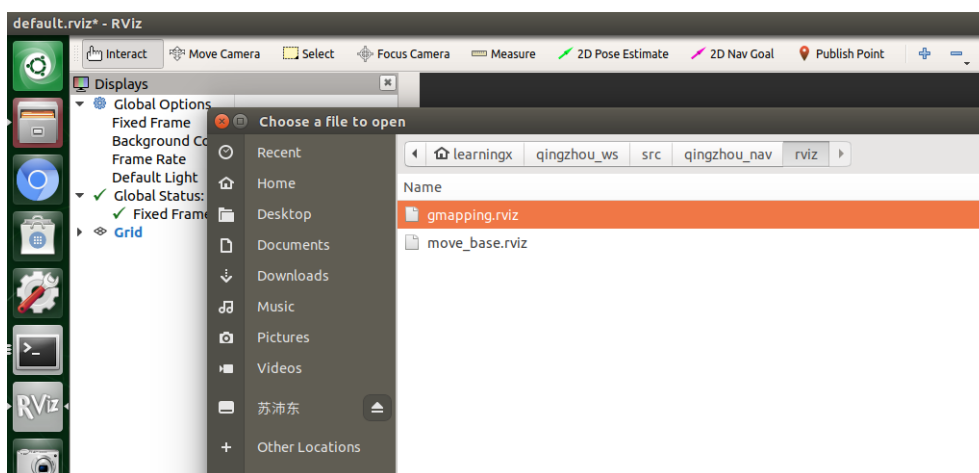 default.rviz* - RViz
Interact Move Camera Select Focus Camera Measure 2D Pose Estimate 2D Nav Goal Publish Point
Displays
Global Options
Fixed Frame
Background
Frame Rate
Default Light
Global Status:
Fixed Frame
Grid
Choose a file to open
Recent
Home
Desktop
Documents
Downloads
Music
Pictures
Videos
苏沛东
Other Locations
learningx qingzhou_ws src qingzhou_nav rviz
Name
gmapping.rviz
move_base.rviz
RViz